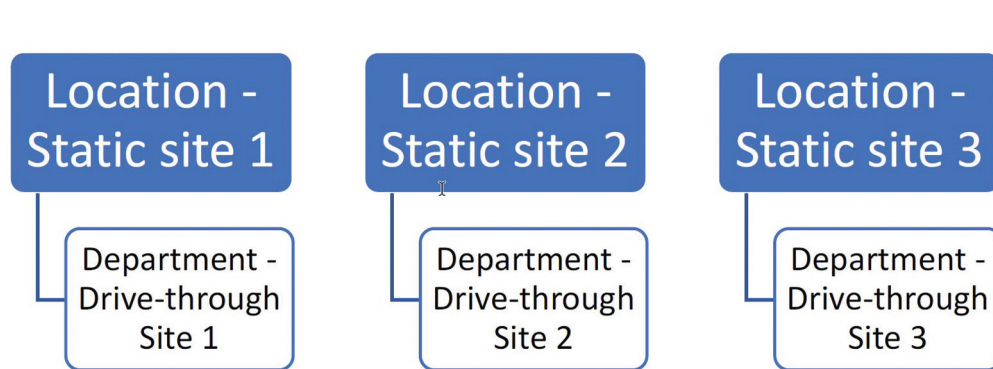 Location -
Static site 1
Location -
Static site 2
Location -
Static site 3
Department -
Drive-through
Site 1
Department -
Drive-through
Site 2
Department -
Drive-through
Site 3